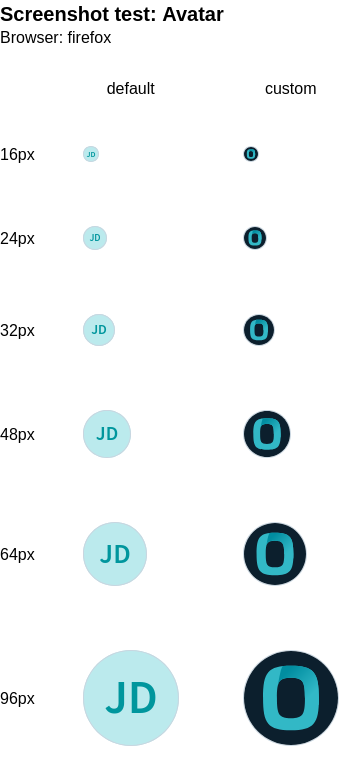 Screenshot test: Avatar
Browser: firefox
default custom
16px JD
24px JD
32px JD
48px JD
64px JD
96px JD